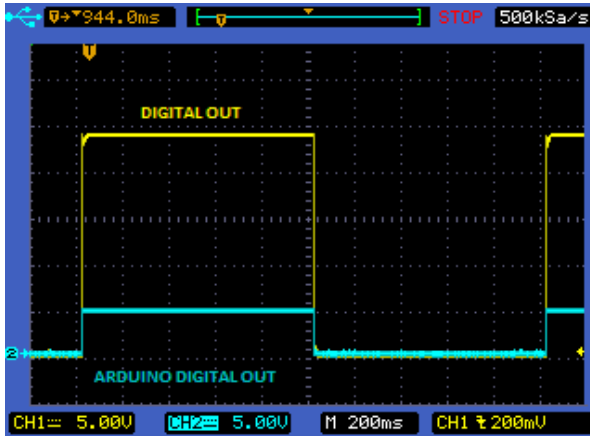 944.0ms STOP 500kSa/s
DIGITAL OUT
2
ARDUINO DIGITAL OUT
CH1 5.00V CH2 5.00V M 200ms CH1 200mV